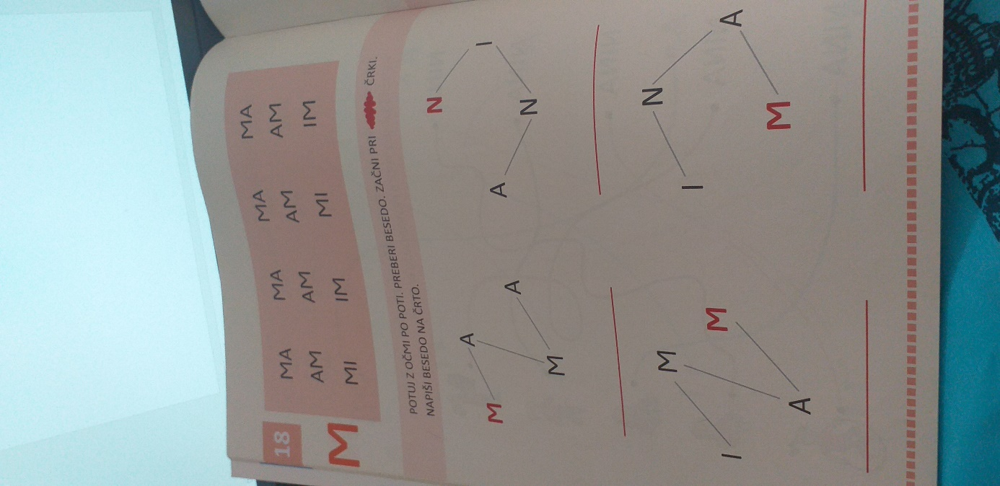 18
M
MA MA MA MA
AM AM AM AM
MI IM MI IM
POTUJ Z OČMI PO POTI. PREBERI BESEDO. ZAČNI PRI ČRKI.
NAPIŠI BESEDO NA ČRTO.
M A M A
N I N A
M A M I
M A N I